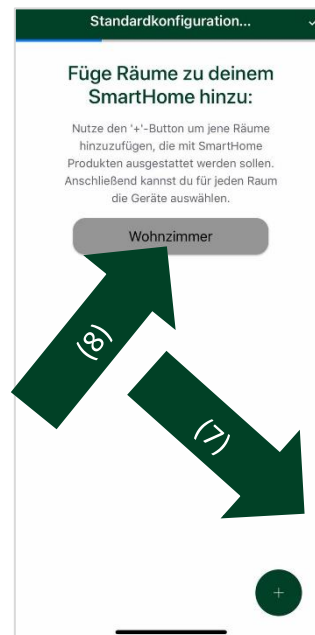 Standardkonfiguration...
Füge Räume zu deinem
SmartHome hinzu:
Nutze den '+'-Button um jene Räume
hinzuzufügen, die mit SmartHome
Produkten ausgestattet werden sollen.
Anschließend kannst du für jeden Raum
die Geräte auswählen.
Wohnzimmer
(8)
(7)
+